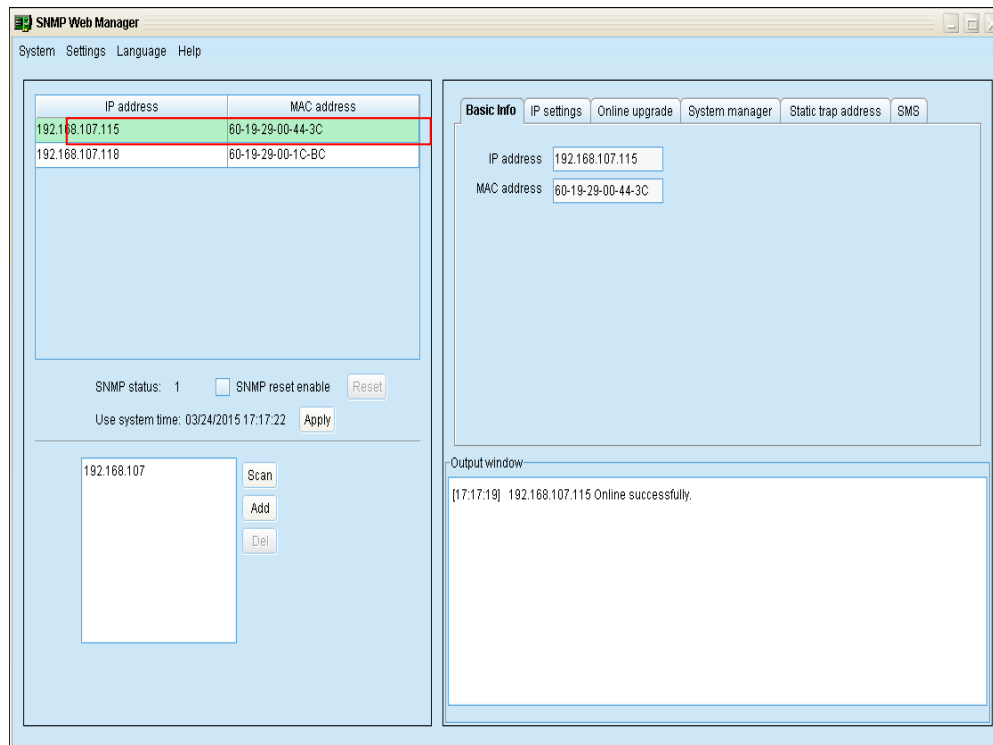 SNMP Web Manager
System Settings Language Help
IP address MAC address
192.168.107.115 60-19-29-00-44-3C
192.168.107.118 60-19-29-00-1C-BC
SNMP status: 1 SNMP reset enable Reset
Use system time: 03/24/2015 17:17:22 Apply
192.168.107
Scan
Add
Del
Basic Info IP settings Online upgrade System manager Static trap address SMS
IP address 192.168.107.115
MAC address 60-19-29-00-44-3C
Output window
[17:17:19] 192.168.107.115 Online successfully.